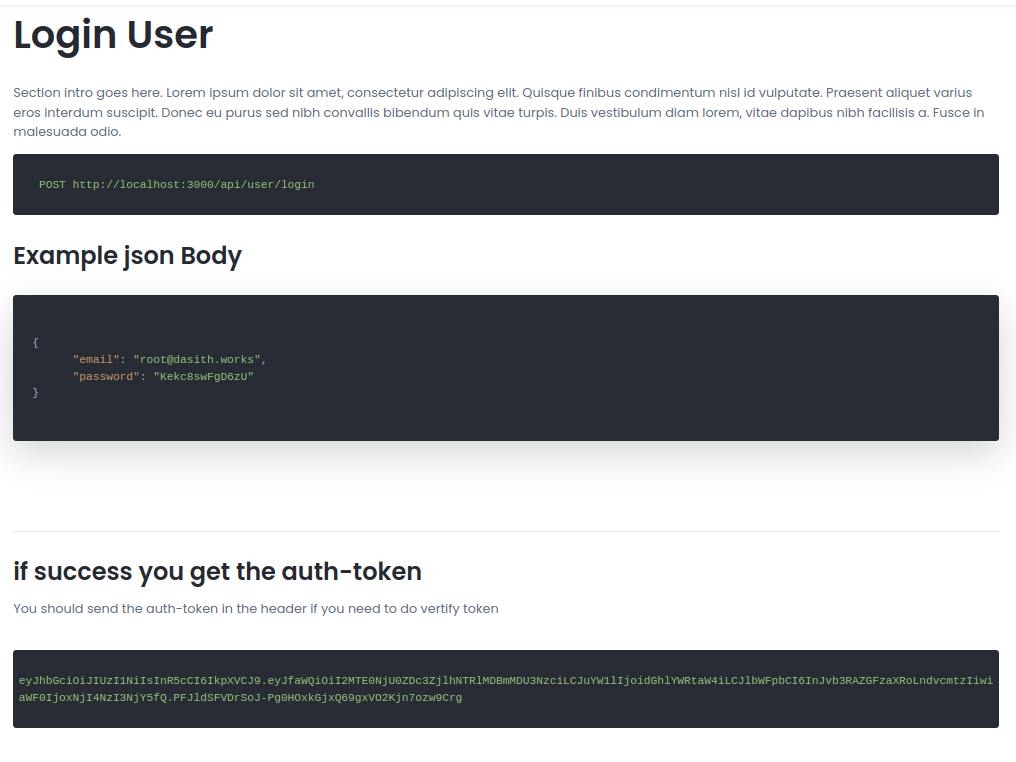 Login User
Section intro goes here. Lorem ipsum dolor sit amet, consectetur adipiscing elit. Quisque finibus condimentum nisl id vulputate. Praesent aliquet varius
eros interdum suscipit. Donec eu purus sed nibh convallis bibendum quis vitae turpis. Duis vestibulum diam lorem, vitae dapibus nibh facilisis a. Fusce in
malesuada odio.
POST http://localhost:3000/api/user/login
Example json Body
{
"email": "root@dasith.works",
"password": "Kekc8swFgD6zU"
}
if success you get the auth-token
You should send the auth-token in the header if you need to do vertify token
eyJhbGciOiJIUzI1NiIsInR5cCI6IkpXVCJ9.eyJfaWQiOiI2MTE0NjU0ZDc3ZjlhNTRlMDBmMDU3NzciLCJuYW1lIjoidGhlYWRtaW4iLCJlbWFpbCI6InJvb3RAZGFzaXRoLndvcmtzIiwi
aWF0IjoxNjI4NzI3NjY5fQ.PFJldSFVDrSoJ-Pg0HOxkGjxQ69gxVO2Kjn7ozw9Crg